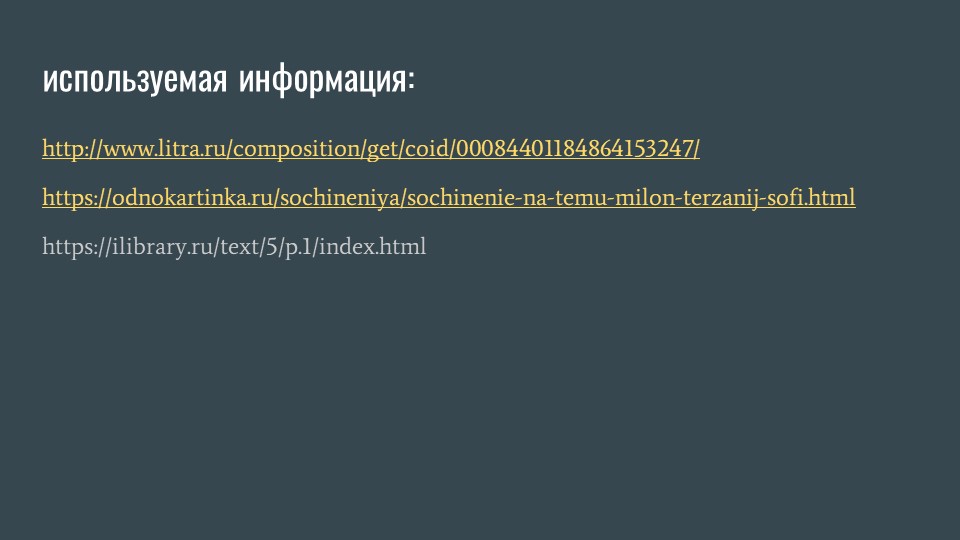 используемая информация:
http://www.litra.ru/composition/get/coid/00084401184864153247/
https://odnokartinka.ru/sochineniya/sochinenie-na-temu-milon-terzanij-sofi.html
https://ilibrary.ru/text/5/p.1/index.html